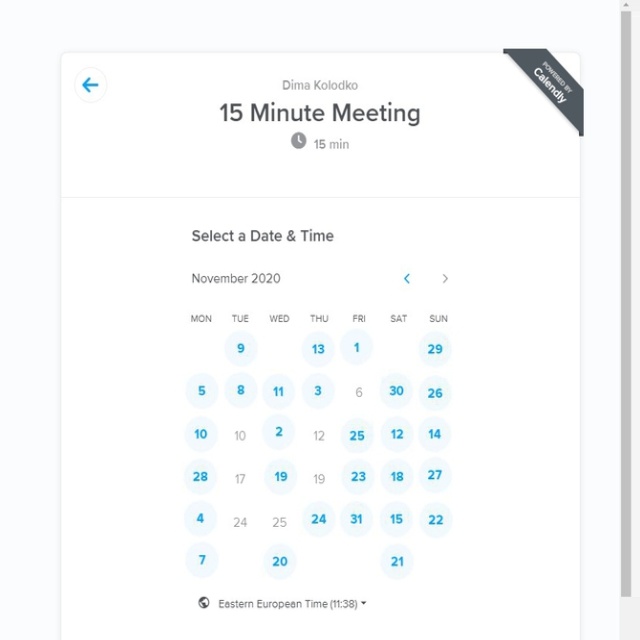 POWERED BY
Calendly
Dima Kolodko
15 Minute Meeting
15 min
Select a Date & Time
November 2020
MON TUE WED THU FRI SAT SUN
9 13 1 29
5 8 11 3 6 30 26
10 10 2 12 25 12 14
28 17 19 19 23 18 27
4 24 25 24 31 15 22
7 20 21
Eastern European Time (11:38)